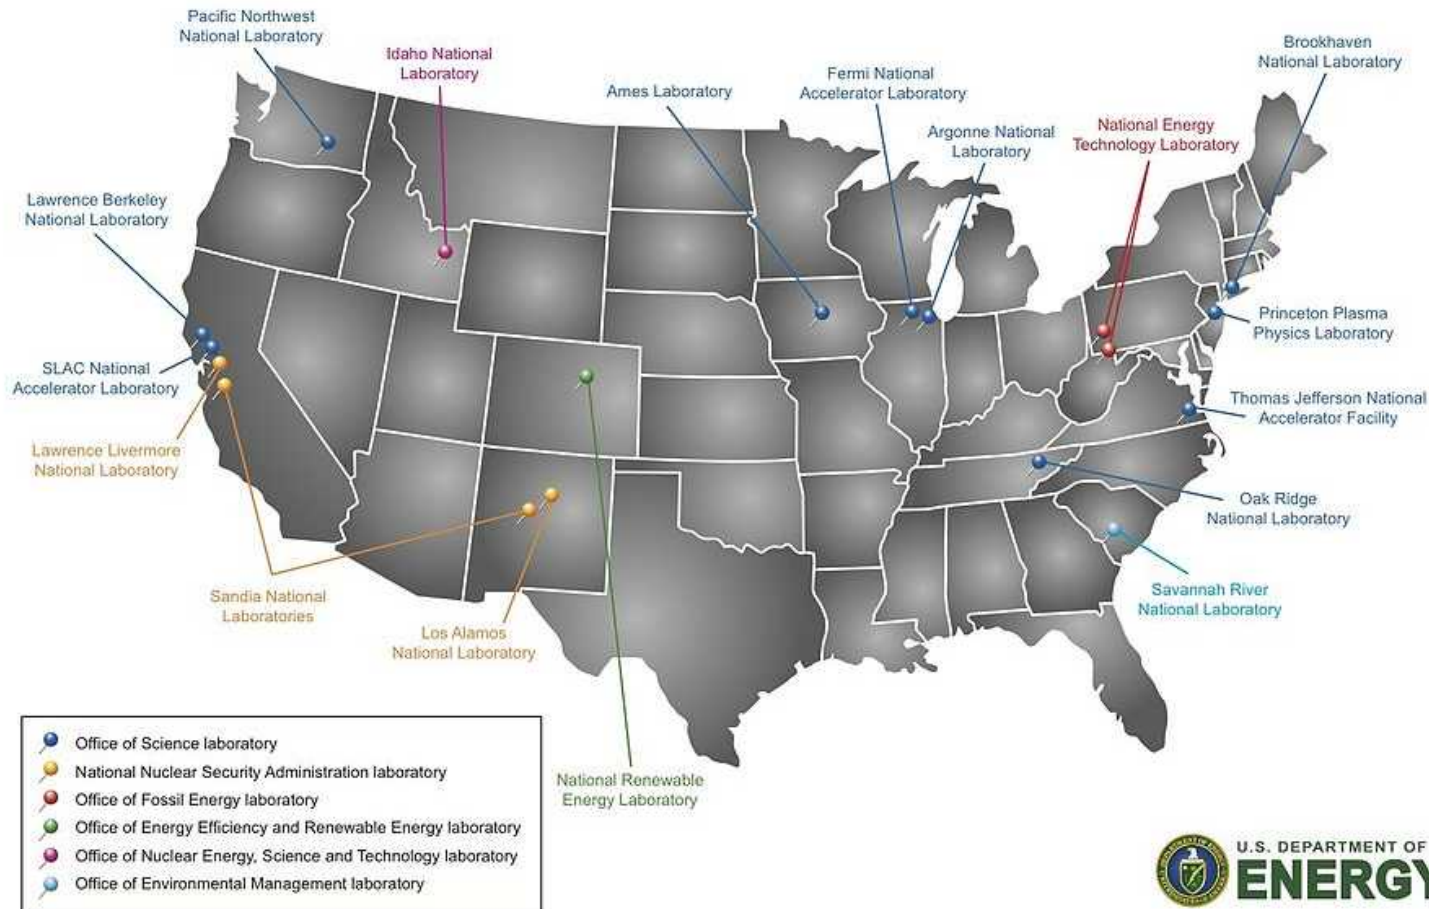 Pacific Northwest
National Laboratory
Idaho National
Laboratory
Ames Laboratory
Fermi National
Accelerator Laboratory
Argonne National
Laboratory
National Energy
Technology Laboratory
Brookhaven
National Laboratory
Lawrence Berkeley
National Laboratory
SLAC National
Accelerator Laboratory
Lawrence Livermore
National Laboratory
Sandia National
Laboratories
Los Alamos
National Laboratory
National Renewable
Energy Laboratory
Princeton Plasma
Physics Laboratory
Thomas Jefferson National
Accelerator Facility
Oak Ridge
National Laboratory
Savannah River
National Laboratory
Office of Science laboratory
National Nuclear Security Administration laboratory
Office of Fossil Energy laboratory
Office of Energy Efficiency and Renewable Energy laboratory
Office of Nuclear Energy, Science and Technology laboratory
Office of Environmental Management laboratory
U.S. DEPARTMENT OF
ENERGY